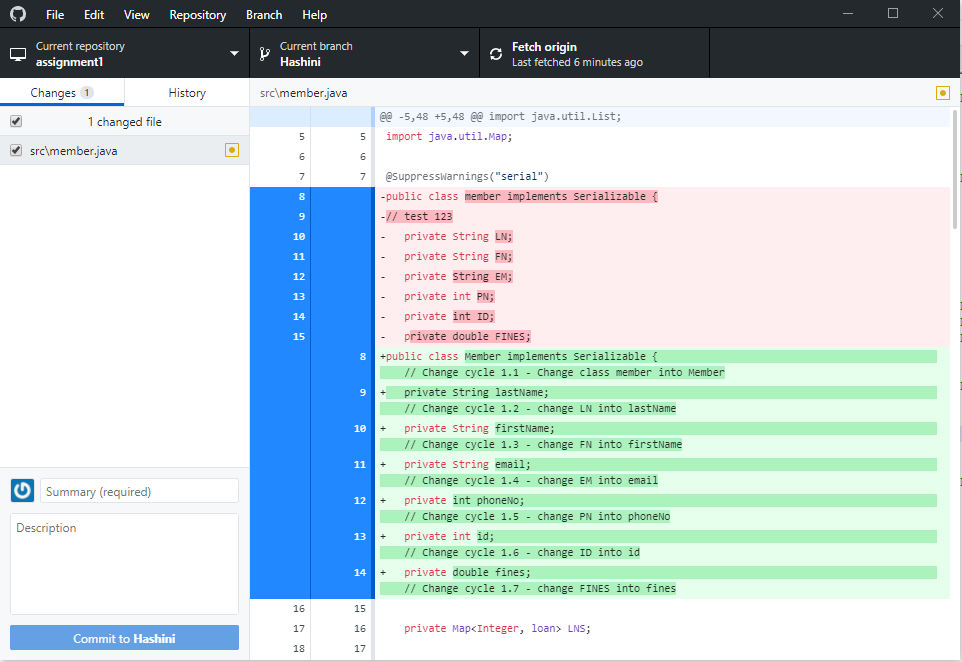 File Edit View Repository Branch Help
Current repository
assignment1
Current branch
Hashini
Fetch origin
Last fetched 6 minutes ago
Changes 1 History
src\member.java
1 changed file
src\member.java
@@ -5,48 +5,48 @@ import java.util.List;
5 5 import java.util.Map;
6 6
7 7 @SuppressWarnings("serial")
8 -public class member implements Serializable {
9 -// test 123
10 - private String LN;
11 - private String FN;
12 - private String EM;
13 - private int PN;
14 - private int ID;
15 - private double FINES;
8 +public class Member implements Serializable {
// Change cycle 1.1 - Change class member into Member
9 + private String lastName;
// Change cycle 1.2 - change LN into lastName
10 + private String firstName;
// Change cycle 1.3 - change FN into firstName
11 + private String email;
// Change cycle 1.4 - change EM into email
12 + private int phoneNo;
// Change cycle 1.5 - change PN into phoneNo
13 + private int id;
// Change cycle 1.6 - change ID into id
14 + private double fines;
// Change cycle 1.7 - change FINES into fines
16 15
17 16 private Map<Integer, loan> LNS;
18 17
Summary (required)
Description
Commit to Hashini